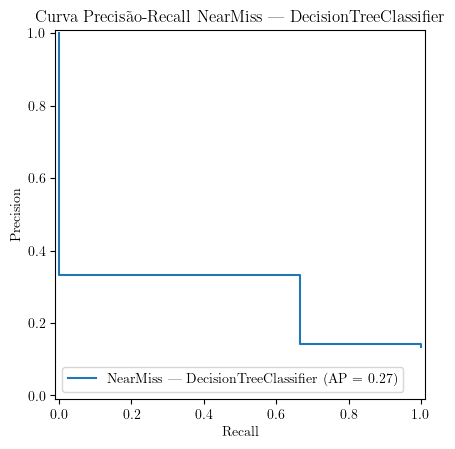 Curva Precisão-Recall NearMiss — DecisionTreeClassifier
1.0
0.8
0.6
0.4
0.2
0.0
Precision
NearMiss — DecisionTreeClassifier (AP = 0.27)
0.0 0.2 0.4 0.6 0.8 1.0
Recall